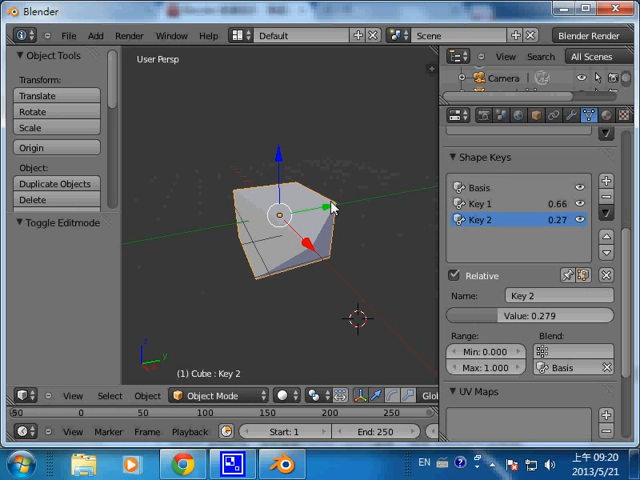 Blender
File Add Render Window Help
Default
Scene
Blender Render
Object Tools
Transform:
Translate
Rotate
Scale
Origin
Object:
Duplicate Objects
Delete
Toggle Editmode
User Persp
(1) Cube : Key 2
View Search All Scenes
Camera
Shape Keys
Basis
Key 1 0.66
Key 2 0.27
Relative
Name: Key 2
Value: 0.279
Range: Blend:
Min: 0.000
Max: 1.000 Basis
UV Maps
View Select Object Object Mode Glol
-50 0 50 100 150 200 250
View Marker Frame Playback Start: 1 End: 250
EN
上午 09:20
2013/5/21